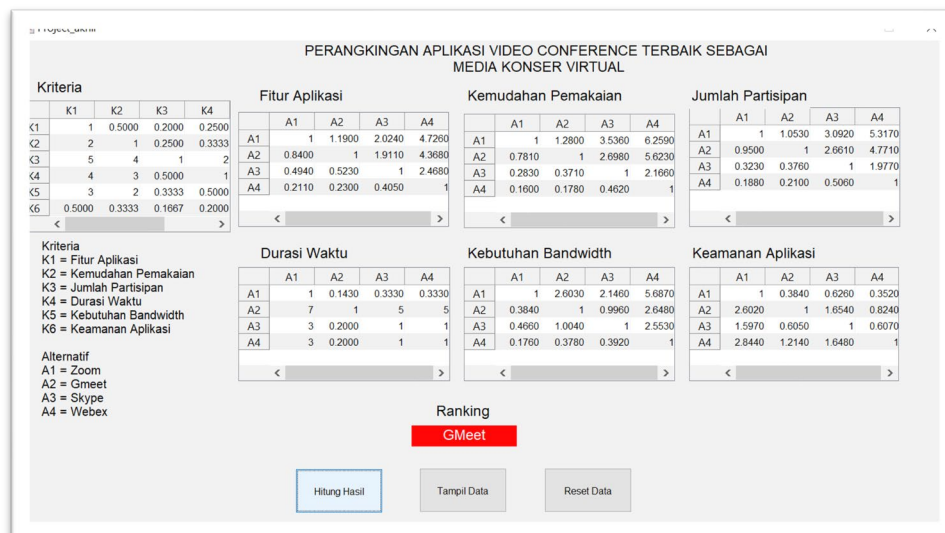 PERANGKINGAN APLIKASI VIDEO CONFERENCE TERBAIK SEBAGAI
MEDIA KONSER VIRTUAL
Kriteria
K1 K2 K3 K4
K1 1 0.5000 0.2000 0.2500
K2 2 1 0.2500 0.3333
K3 5 4 1 2
K4 4 3 0.5000 1
K5 3 2 0.3333 0.5000
K6 0.5000 0.3333 0.1667 0.2000
Fitur Aplikasi
A1 A2 A3 A4
A1 1 1.1900 2.0240 4.7260
A2 0.8400 1 1.9110 4.3680
A3 0.4940 0.5230 1 2.4680
A4 0.2110 0.2300 0.4050 1
Kemudahan Pemakaian
A1 A2 A3 A4
A1 1 1.2800 3.5360 6.2590
A2 0.7810 1 2.6980 5.6230
A3 0.2830 0.3710 1 2.1660
A4 0.1600 0.1780 0.4620 1
Jumlah Partisipan
A1 A2 A3 A4
A1 1 1.0530 3.0920 5.3170
A2 0.9500 1 2.6610 4.7710
A3 0.3230 0.3760 1 1.9770
A4 0.1880 0.2100 0.5060 1
Kriteria
K1 = Fitur Aplikasi
K2 = Kemudahan Pemakaian
K3 = Jumlah Partisipan
K4 = Durasi Waktu
K5 = Kebutuhan Bandwidth
K6 = Keamanan Aplikasi
Alternatif
A1 = Zoom
A2 = Gmeet
A3 = Skype
A4 = Webex
Durasi Waktu
A1 A2 A3 A4
A1 1 0.1430 0.3330 0.3330
A2 7 1 5 5
A3 3 0.2000 1 1
A4 3 0.2000 1 1
Kebutuhan Bandwidth
A1 A2 A3 A4
A1 1 2.6030 2.1460 5.6870
A2 0.3840 1 0.9960 2.6480
A3 0.4660 1.0040 1 2.5530
A4 0.1760 0.3780 0.3920 1
Keamanan Aplikasi
A1 A2 A3 A4
A1 1 0.3840 0.6260 0.3520
A2 2.6020 1 1.6540 0.8240
A3 1.5970 0.6050 1 0.6070
A4 2.8440 1.2140 1.6480 1
Ranking
GMeet
Hitung Hasil
Tampil Data
Reset Data